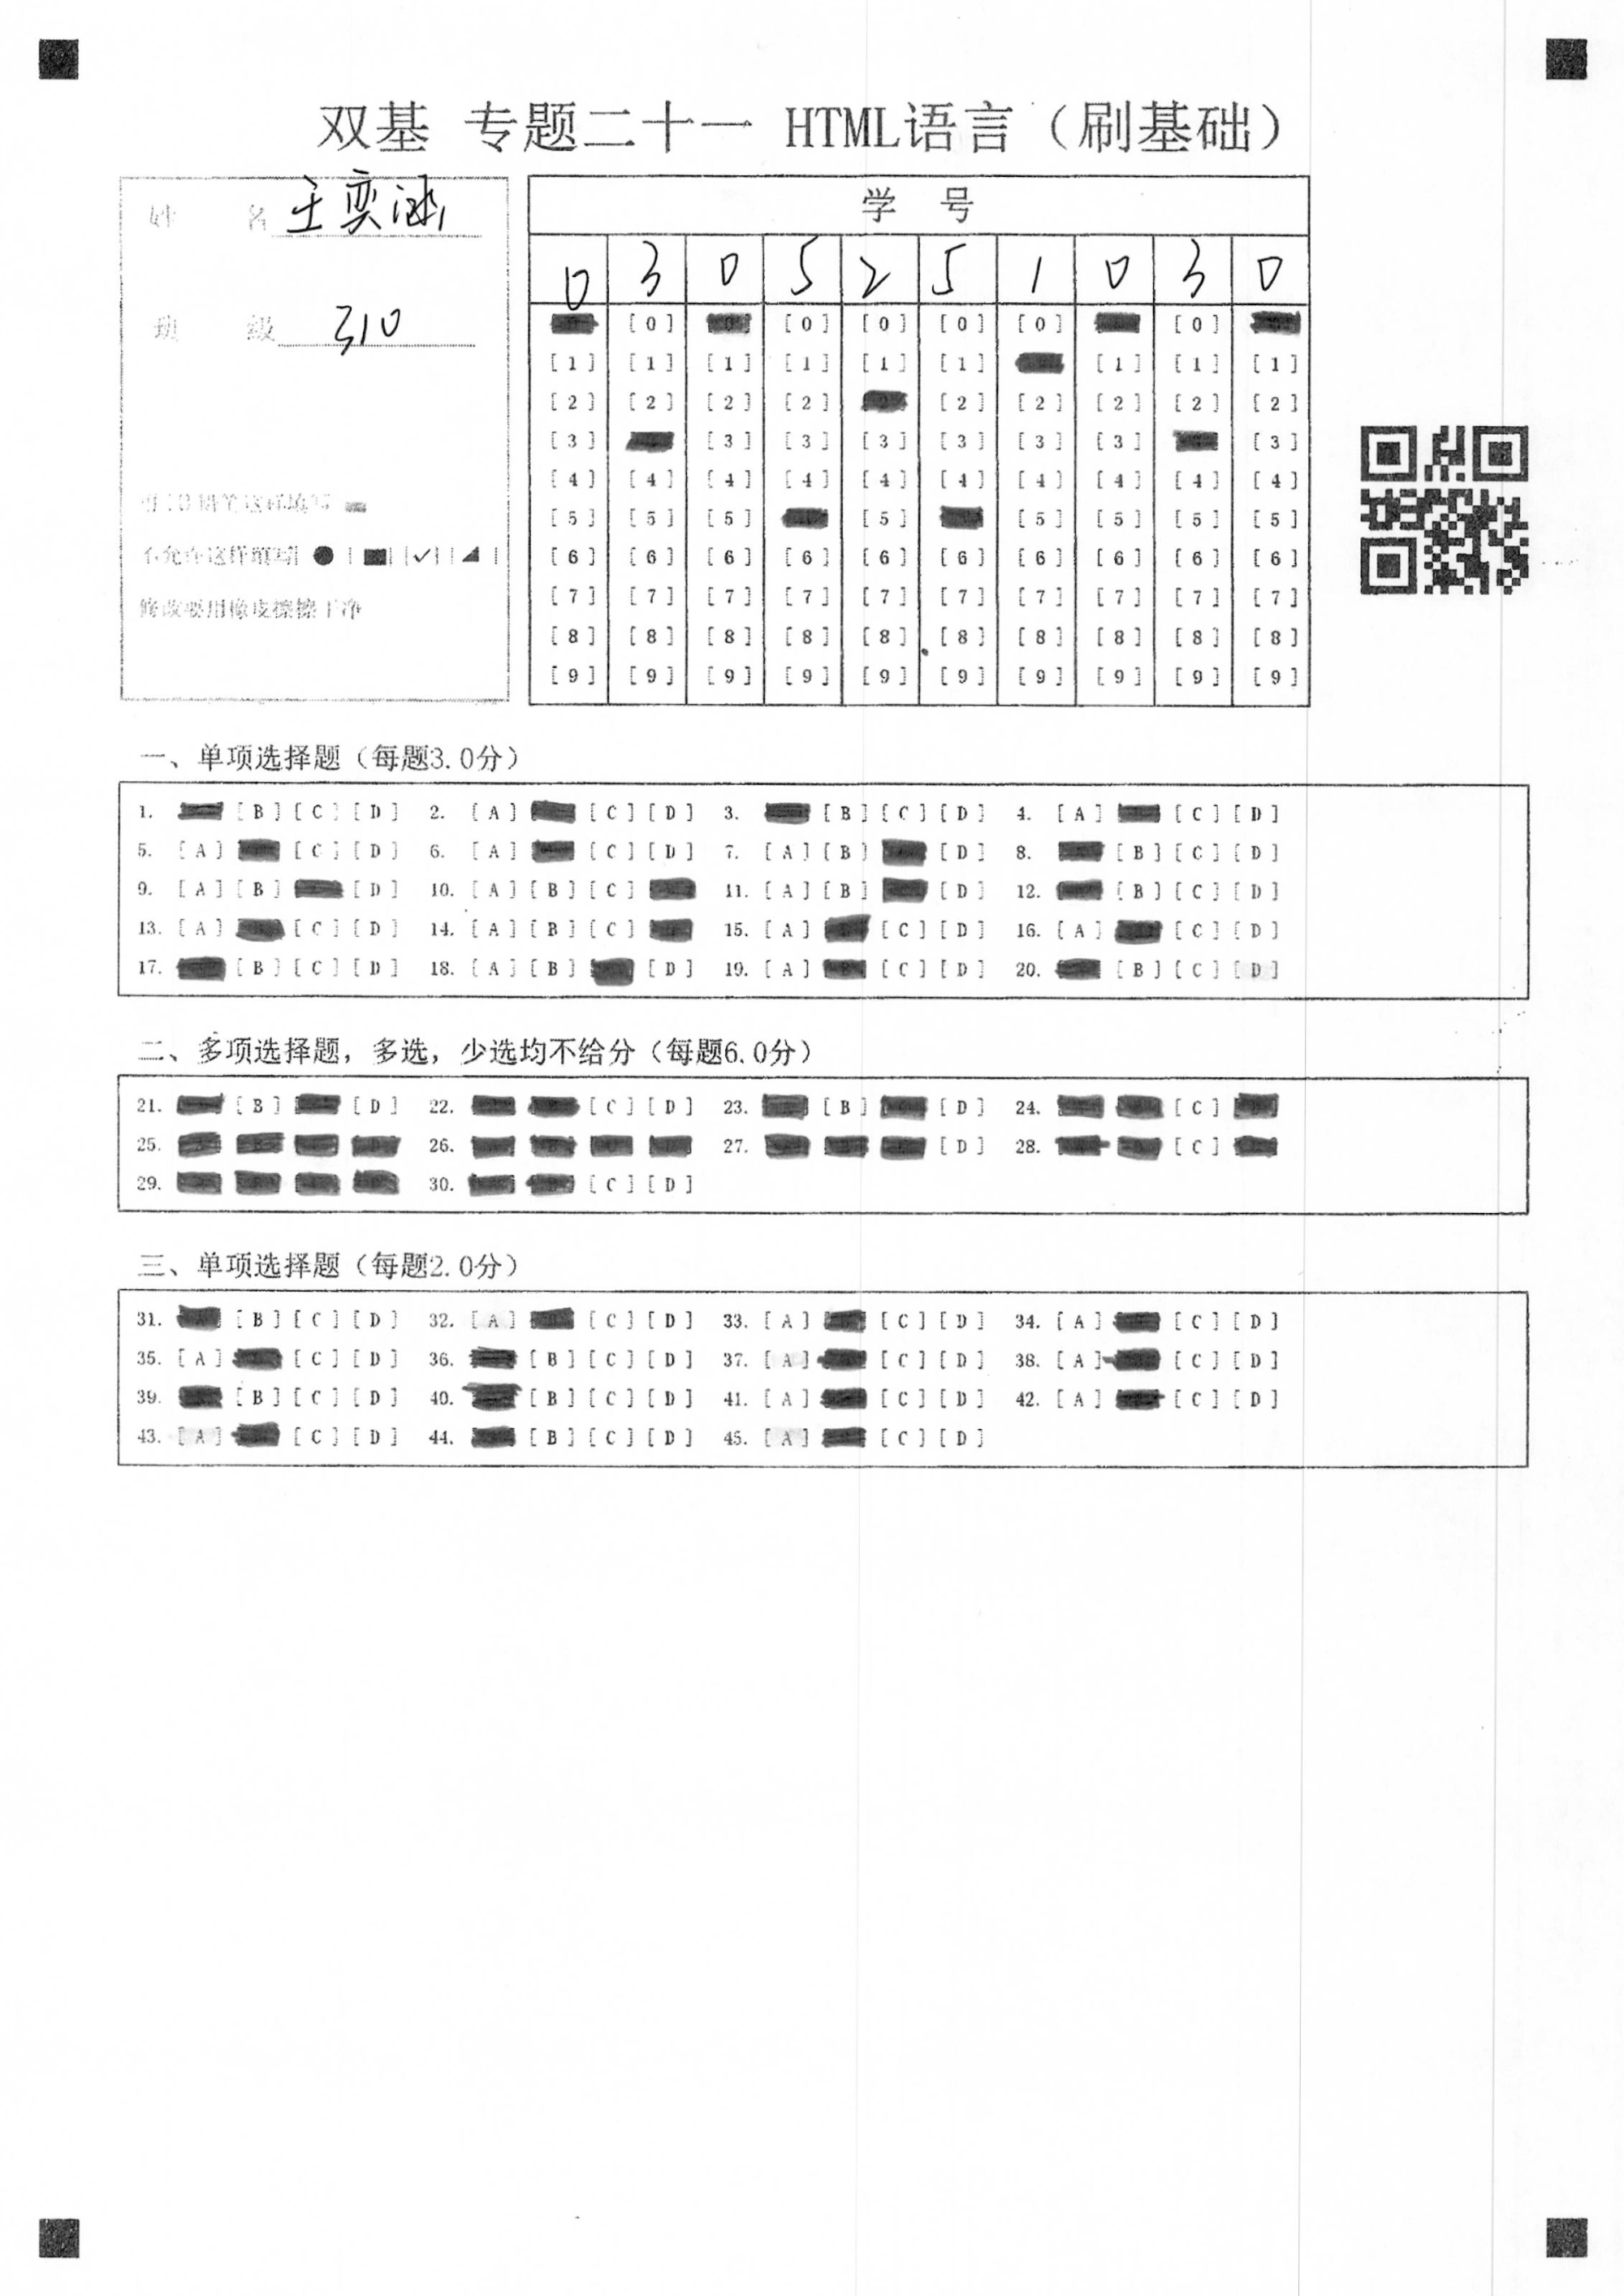 双基 专题二十一 HTML语言（刷基础）
姓 名 王奕涵
班 级 310
不允许这样填写
修改要用橡皮擦擦干净
学 号
0 3 0 5 2 5 1 0 3 0
[0] [0] [0] [0] [0] [0]
[1] [1] [1] [1] [1] [1] [1] [1] [1]
[2] [2] [2] [2] [2] [2] [2] [2] [2]
[3] [3] [3] [3] [3] [3] [3] [3]
[4] [4] [4] [4] [4] [4] [4] [4] [4] [4]
[5] [5] [5] [5] [5] [5] [5] [5]
[6] [6] [6] [6] [6] [6] [6] [6] [6] [6]
[7] [7] [7] [7] [7] [7] [7] [7] [7] [7]
[8] [8] [8] [8] [8] [8] [8] [8] [8] [8]
[9] [9] [9] [9] [9] [9] [9] [9] [9] [9]
一、单项选择题（每题3.0分）
1. [B] [C] [D] 2. [A] [C] [D] 3. [B] [C] [D] 4. [A] [C] [D]
5. [A] [C] [D] 6. [A] [C] [D] 7. [A] [B] [D] 8. [B] [C] [D]
9. [A] [B] [D] 10. [A] [B] [C] 11. [A] [B] [D] 12. [B] [C] [D]
13. [A] [C] [D] 14. [A] [B] [C] 15. [A] [C] [D] 16. [A] [C] [D]
17. [B] [C] [D] 18. [A] [B] [D] 19. [A] [C] [D] 20. [B] [C] [D]
二、多项选择题，多选，少选均不给分（每题6.0分）
21. [B] [D] 22. [C] [D] 23. [B] [D] 24. [C]
25. 26. 27. [D] 28. [C]
29. 30. [C] [D]
三、单项选择题（每题2.0分）
31. [B] [C] [D] 32. [A] [C] [D] 33. [A] [C] [D] 34. [A] [C] [D]
35. [A] [C] [D] 36. [B] [C] [D] 37. [A] [C] [D] 38. [A] [C] [D]
39. [B] [C] [D] 40. [B] [C] [D] 41. [A] [C] [D] 42. [A] [C] [D]
43. [A] [C] [D] 44. [B] [C] [D] 45. [A] [C] [D]